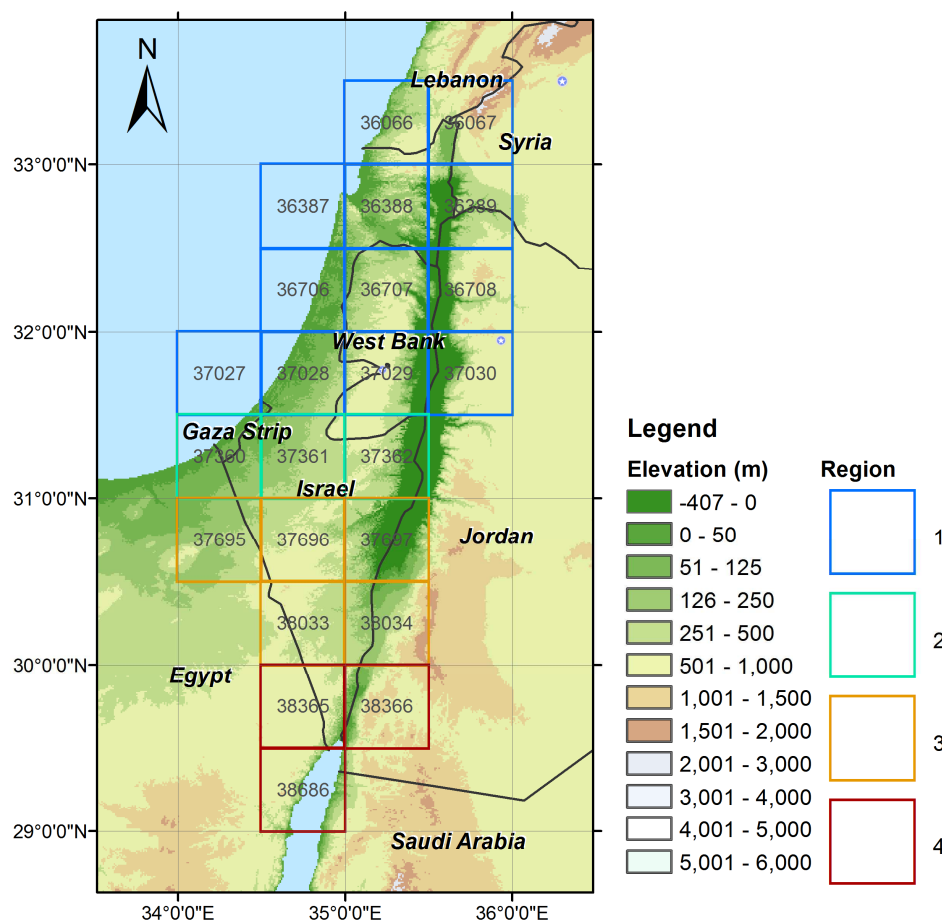 N
Lebanon
36066
36067
Syria
33°0'0"N
36387
36388
36389
36706
36707
36708
32°0'0"N
West Bank
37027
37028
37029
37030
Gaza Strip
37360
37361
37362
Israel
31°0'0"N
37695
37696
37697
Jordan
38033
38034
30°0'0"N
Egypt
38365
38366
38686
29°0'0"N
Saudi Arabia
34°0'0"E
35°0'0"E
36°0'0"E
Legend
Elevation (m)
-407 - 0
0 - 50
51 - 125
126 - 250
251 - 500
501 - 1,000
1,001 - 1,500
1,501 - 2,000
2,001 - 3,000
3,001 - 4,000
4,001 - 5,000
5,001 - 6,000
Region
1
2
3
4